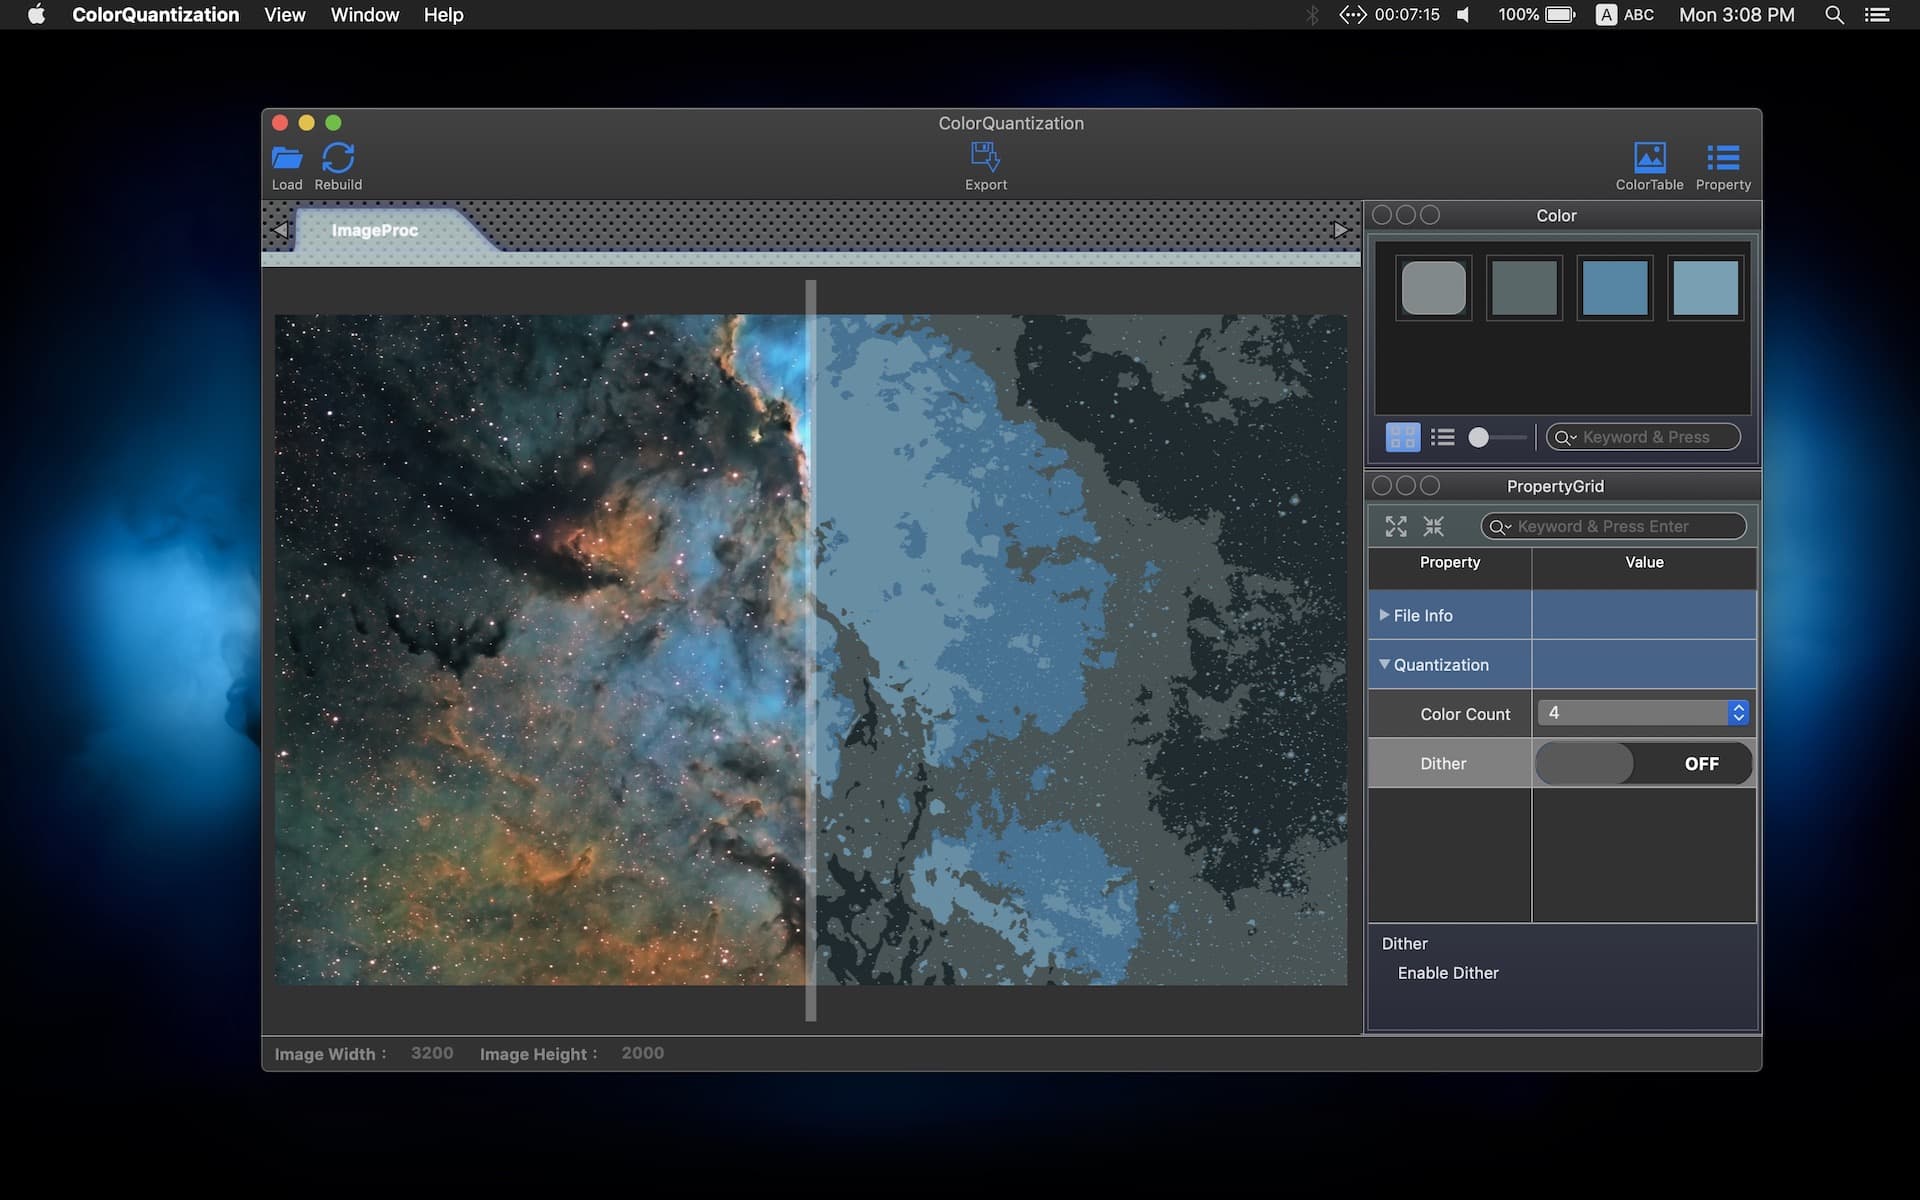 ColorQuantization View Window Help
00:07:15 100% A ABC Mon 3:08 PM
ColorQuantization
Load Rebuild Export ColorTable Property
ImageProc
Color
Keyword & Press
PropertyGrid
Keyword & Press Enter
Property Value
File Info
Quantization
Color Count 4
Dither OFF
Dither
Enable Dither
Image Width : 3200 Image Height : 2000